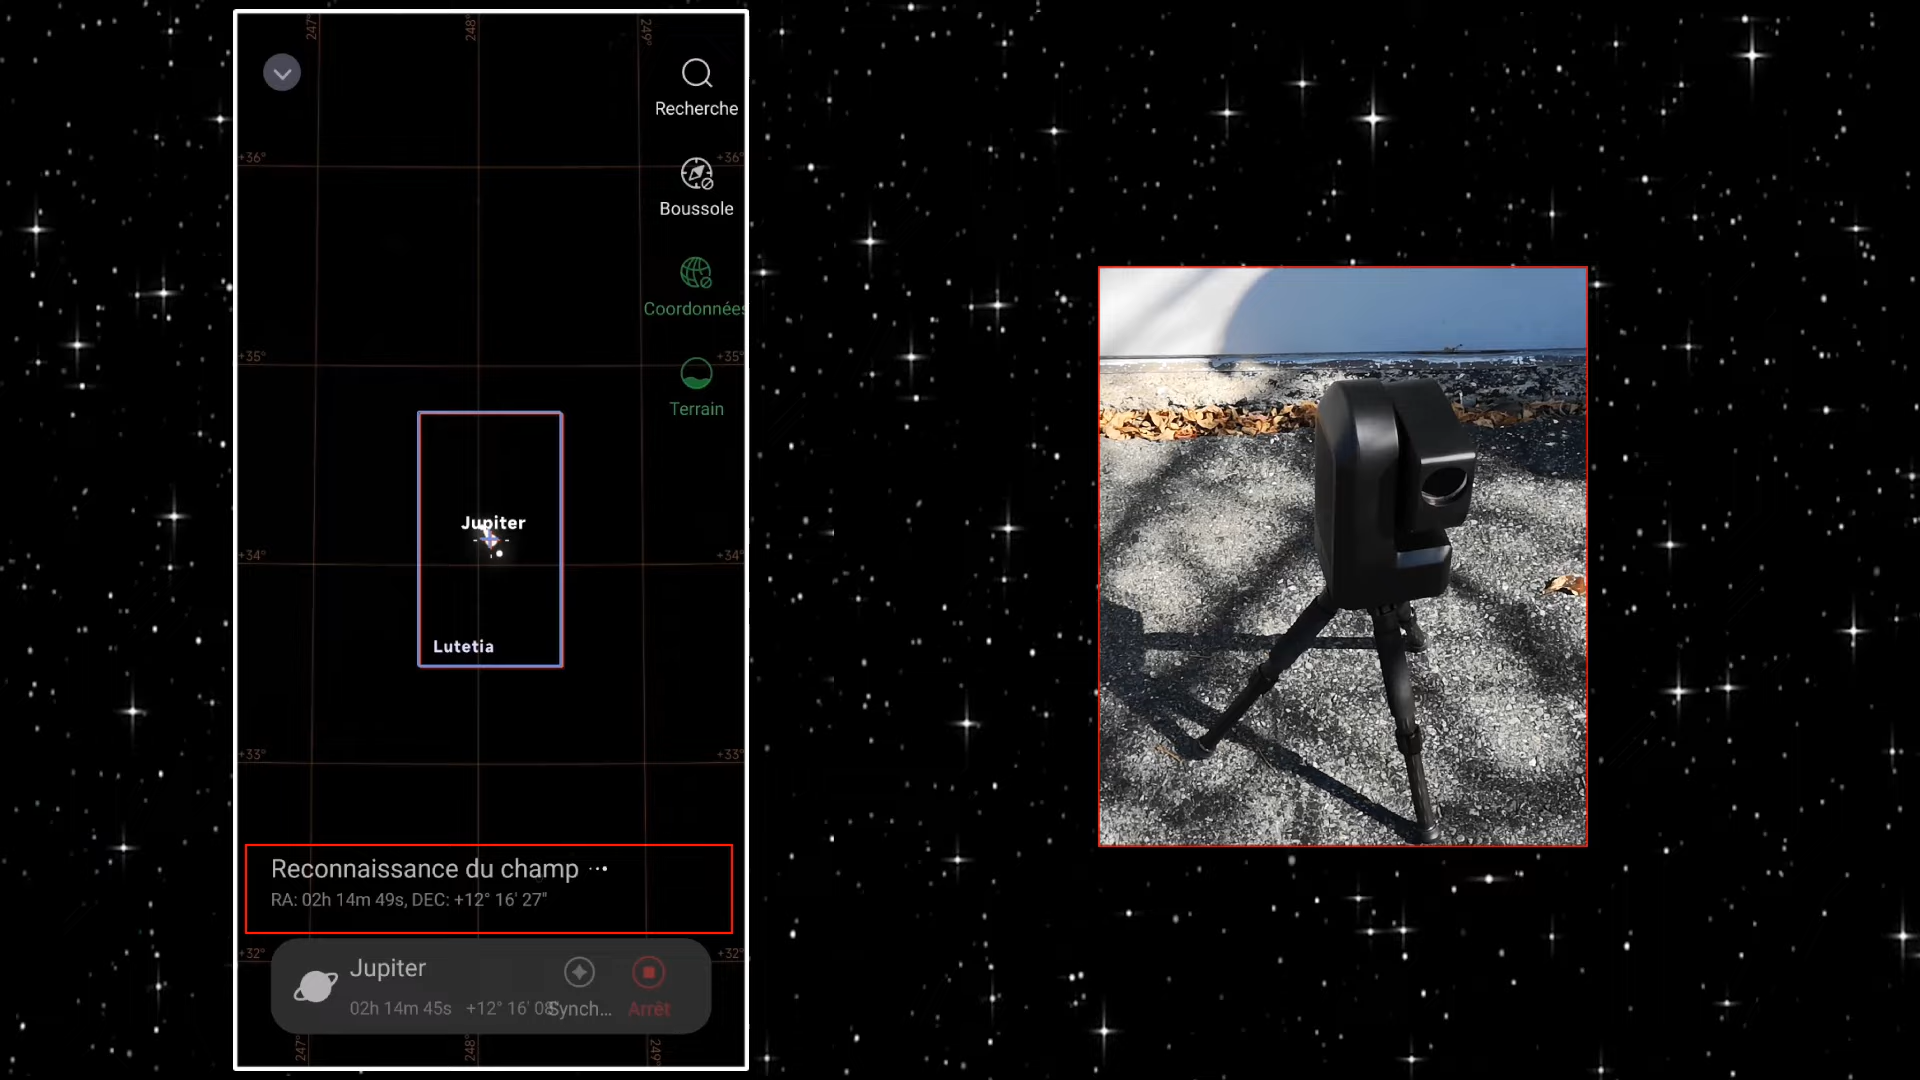 247°
248°
249°
Recherche
+36°
+36°
Boussole
Coordonnées
+35°
+35°
Terrain
Jupiter
+34°
+34°
Lutetia
+33°
+33°
Reconnaissance du champ ···
RA: 02h 14m 49s, DEC: +12° 16' 27"
+32°
+32°
Jupiter
02h 14m 45s +12° 16' 08
Synch...
Arrêt
247°
248°
249°